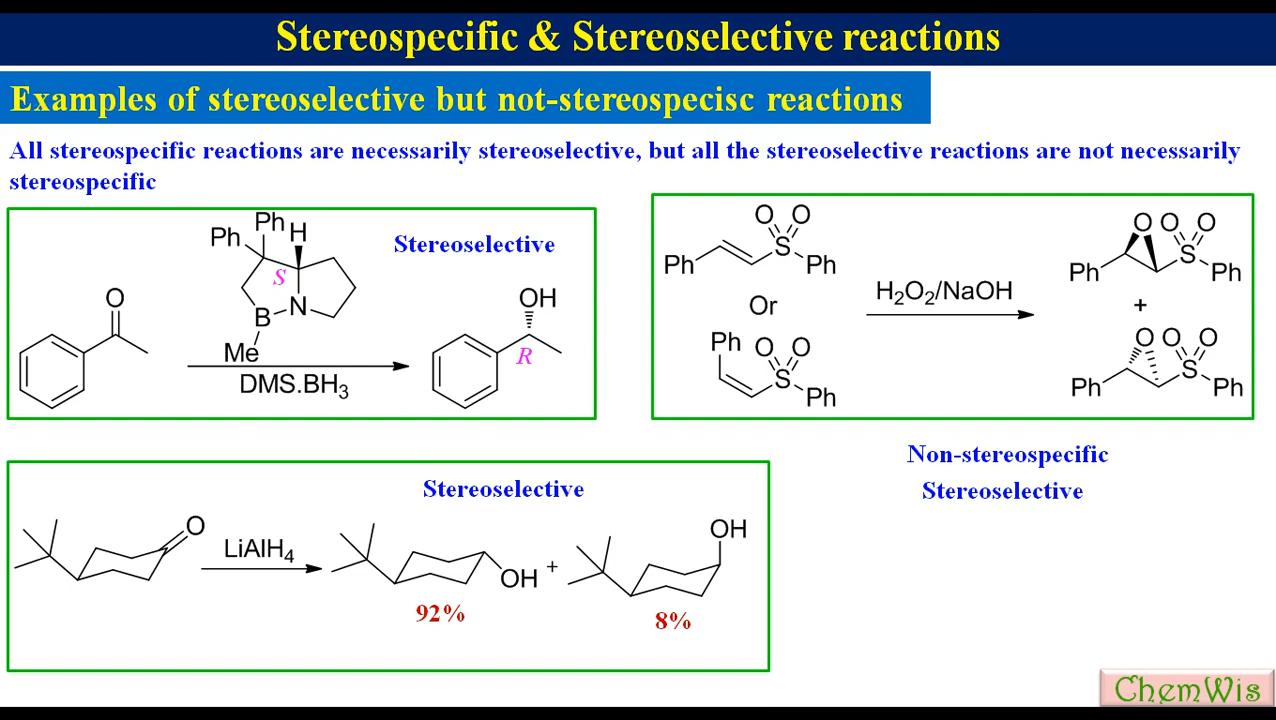 Stereospecific & Stereoselective reactions
Examples of stereoselective but not-stereospecisc reactions
All stereospecific reactions are necessarily stereoselective, but all the stereoselective reactions are not necessarily
stereospecific
Ph
Ph
H
S
B
N
Me
O
DMS.BH3
Stereoselective
OH
R
Ph
O
O
S
Ph
Or
Ph
O
O
S
Ph
H2O2/NaOH
O
O
O
Ph
S
Ph
+
O
O
O
Ph
S
Ph
Non-stereospecific
Stereoselective
Stereoselective
O
LiAlH4
OH
+
92%
OH
8%
ChemWis